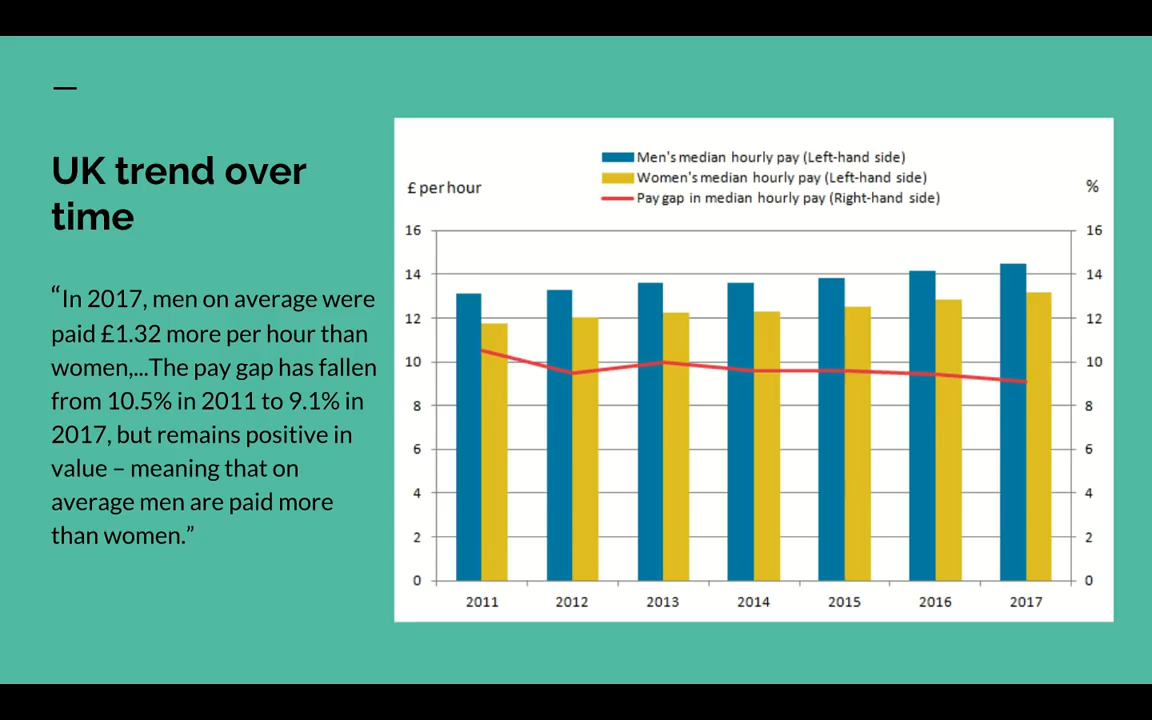 UK trend over
time
“In 2017, men on average were
paid £1.32 more per hour than
women,...The pay gap has fallen
from 10.5% in 2011 to 9.1% in
2017, but remains positive in
value – meaning that on
average men are paid more
than women.”
Men's median hourly pay (Left-hand side)
Women's median hourly pay (Left-hand side)
Pay gap in median hourly pay (Right-hand side)
£ per hour %
16 16
14 14
12 12
10 10
8 8
6 6
4 4
2 2
0 0
2011 2012 2013 2014 2015 2016 2017